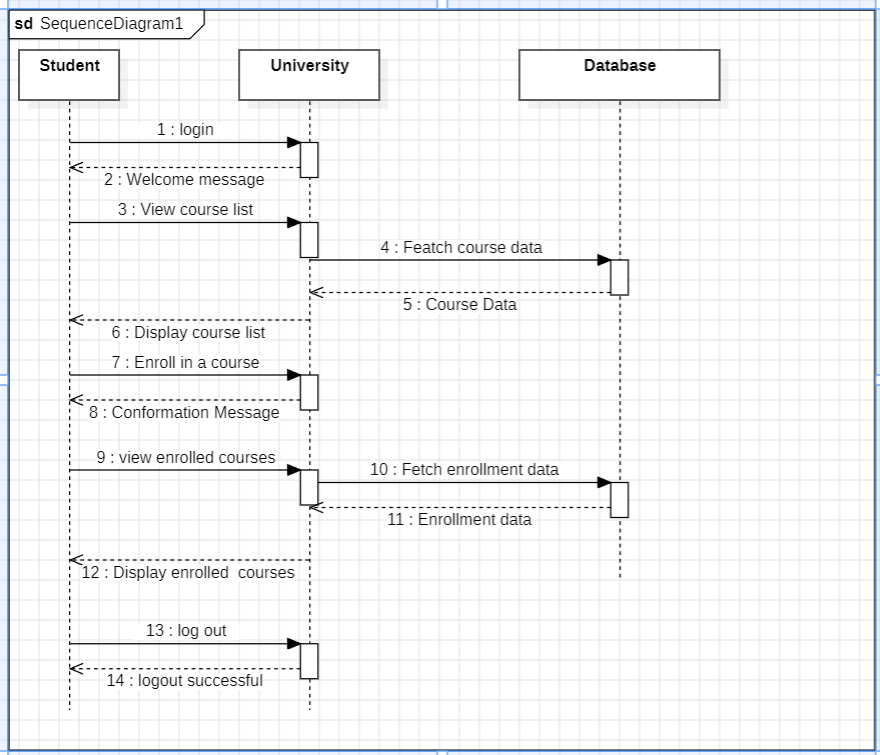 sd SequenceDiagram1
Student
University
Database
1 : login
2 : Welcome message
3 : View course list
4 : Featch course data
5 : Course Data
6 : Display course list
7 : Enroll in a course
8 : Conformation Message
9 : view enrolled courses
10 : Fetch enrollment data
11 : Enrollment data
12 : Display enrolled  courses
13 : log out
14 : logout successful